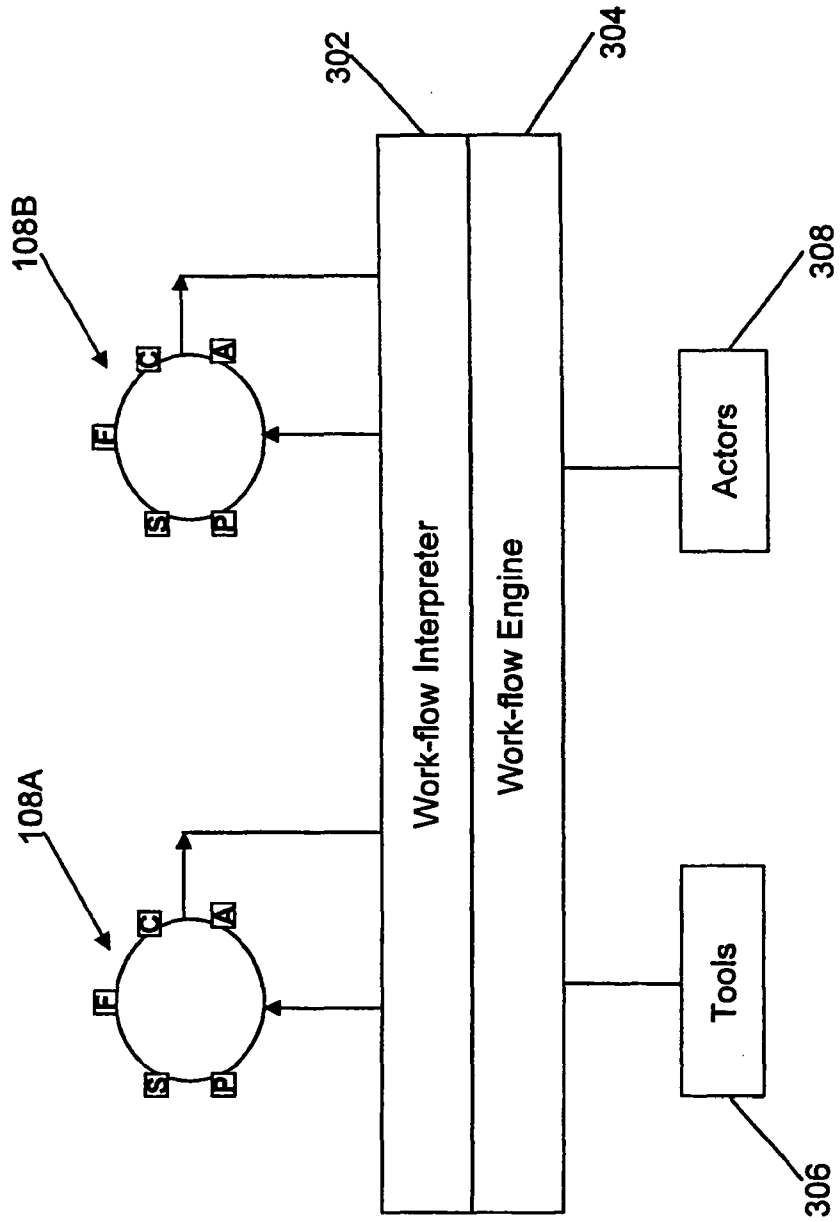 108A
108B
F
C
A
P
S
F
C
A
P
S
Work-flow Interpreter
302
Work-flow Engine
304
Tools
306
Actors
308